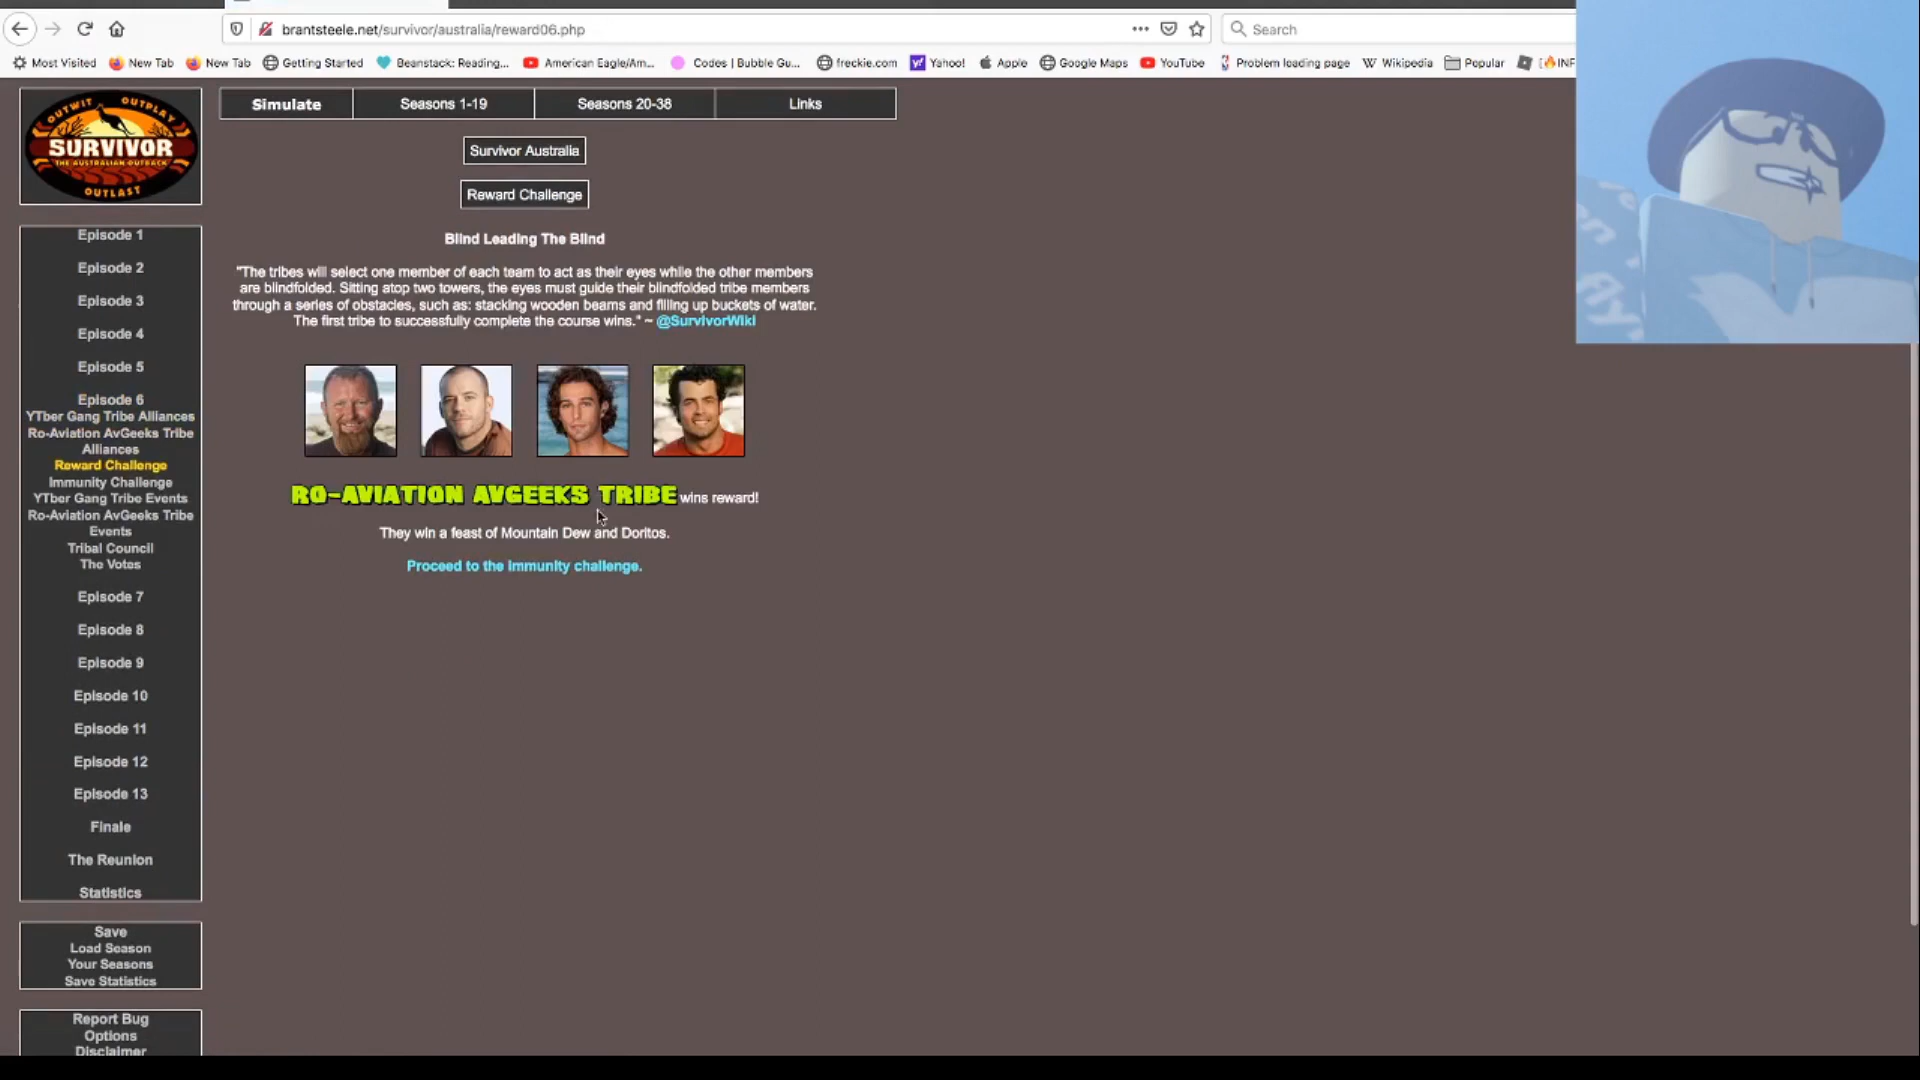 brantsteele.net/survivor/australia/reward06.php
Search
Most Visited
New Tab
New Tab
Getting Started
Beanstack: Reading...
American Eagle/Am...
Codes | Bubble Gu...
freckie.com
Yahoo!
Apple
Google Maps
YouTube
Problem loading page
Wikipedia
Popular
OUTWIT OUTPLAY
SURVIVOR
THE AUSTRALIAN OUTBACK
OUTLAST
Simulate
Seasons 1-19
Seasons 20-38
Links
Survivor Australia
Reward Challenge
Blind Leading The Blind
"The tribes will select one member of each team to act as their eyes while the other members
are blindfolded. Sitting atop two towers, the eyes must guide their blindfolded tribe members
through a series of obstacles, such as: stacking wooden beams and filling up buckets of water.
The first tribe to successfully complete the course wins." ~ @SurvivorWiki
RO-AVIATION AVGEEKS TRIBE wins reward!
They win a feast of Mountain Dew and Doritos.
Proceed to the immunity challenge.
Episode 1
Episode 2
Episode 3
Episode 4
Episode 5
Episode 6
YTber Gang Tribe Alliances
Ro-Aviation AvGeeks Tribe
Alliances
Reward Challenge
Immunity Challenge
YTber Gang Tribe Events
Ro-Aviation AvGeeks Tribe
Events
Tribal Council
The Votes
Episode 7
Episode 8
Episode 9
Episode 10
Episode 11
Episode 12
Episode 13
Finale
The Reunion
Statistics
Save
Load Season
Your Seasons
Save Statistics
Report Bug
Options
Disclaimer